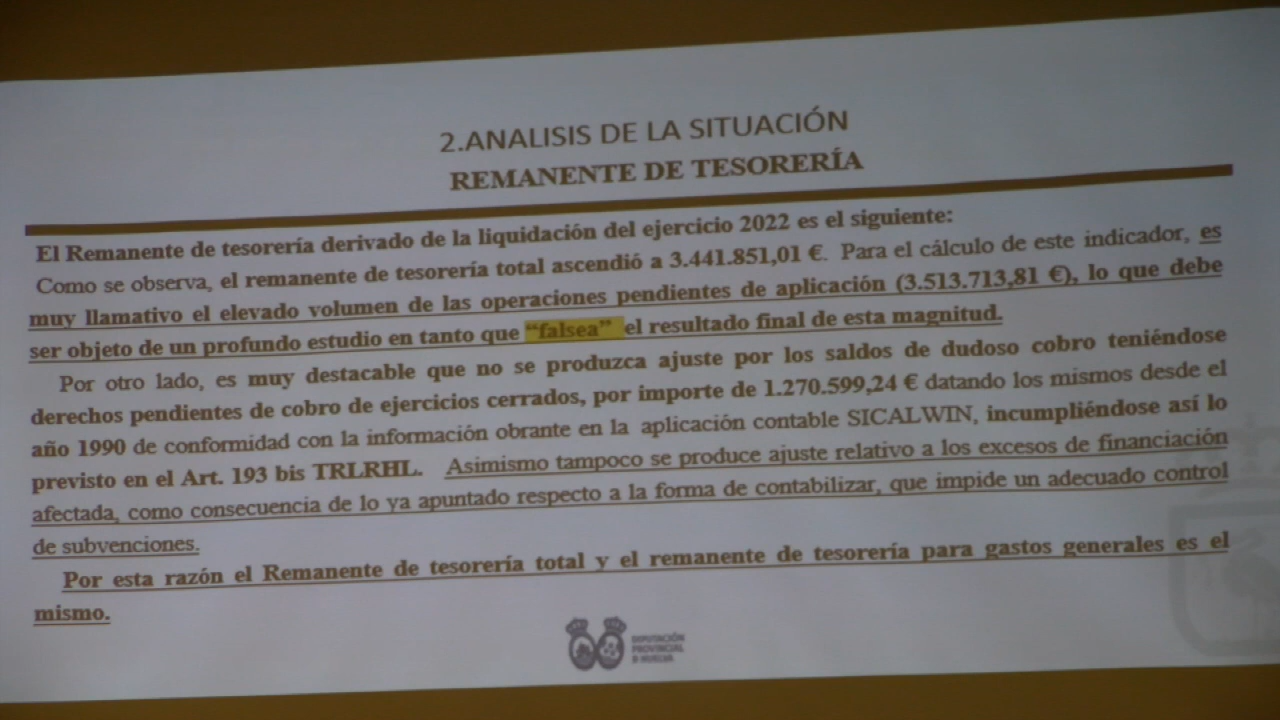 2.ANALISIS DE LA SITUACIÓN
REMANENTE DE TESORERÍA
El Remanente de tesorería derivado de la liquidación del ejercicio 2022 es el siguiente:
Como se observa, el remanente de tesorería total ascendió a 3.441.851,01 €. Para el cálculo de este indicador, es
muy llamativo el elevado volumen de las operaciones pendientes de aplicación (3.513.713,81 €), lo que debe
ser objeto de un profundo estudio en tanto que “falsea” el resultado final de esta magnitud.
Por otro lado, es muy destacable que no se produzca ajuste por los saldos de dudoso cobro teniéndose
derechos pendientes de cobro de ejercicios cerrados, por importe de 1.270.599,24 € datando los mismos desde el
año 1990 de conformidad con la información obrante en la aplicación contable SICALWIN, incumpliéndose así lo
previsto en el Art. 193 bis TRLRHL. Asimismo tampoco se produce ajuste relativo a los excesos de financiación
afectada, como consecuencia de lo ya apuntado respecto a la forma de contabilizar, que impide un adecuado control
de subvenciones.
Por esta razón el Remanente de tesorería total y el remanente de tesorería para gastos generales es el
mismo.
DIPUTACIÓN
PROVINCIAL
D HUELVA